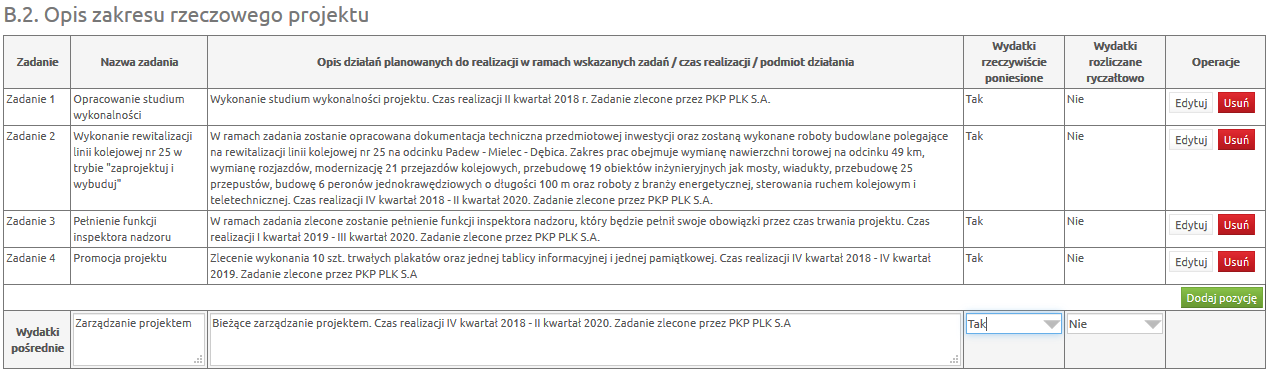 B.2. Opis zakresu rzeczowego projektu
Zadanie
Nazwa zadania
Opis działań planowanych do realizacji w ramach wskazanych zadań / czas realizacji / podmiot działania
Wydatki
rzeczywiście
poniesione
Wydatki
rozliczane
ryczałtowo
Operacje
Zadanie 1
Opracowanie studium
wykonalności
Wykonanie studium wykonalności projektu. Czas realizacji II kwartał 2018 r. Zadanie zlecone przez PKP PLK S.A.
Tak
Nie
Edytuj
Usuń
Zadanie 2
Wykonanie rewitalizacji
linii kolejowej nr 25 w
trybie "zaprojektuj i
wybuduj"
W ramach zadania zostanie opracowana dokumentacja techniczna przedmiotowej inwestycji oraz zostaną wykonane roboty budowlane polegające
na rewitalizacji linii kolejowej nr 25 na odcinku Padew - Mielec - Dębica. Zakres prac obejmuje wymianę nawierzchni torowej na odcinku 49 km,
wymianę rozjazdów, modernizację 21 przejazdów kolejowych, przebudowę 19 obiektów inżynieryjnych jak mosty, wiadukty, przebudowę 25
przepustów, budowę 6 peronów jednokrawędziowych o długości 100 m oraz roboty z branży energetycznej, sterowania ruchem kolejowym i
teletechnicznej. Czas realizacji IV kwartał 2018 - II kwartał 2020. Zadanie zlecone przez PKP PLK S.A.
Tak
Nie
Edytuj
Usuń
Zadanie 3
Pełnienie funkcji
inspektora nadzoru
W ramach zadania zlecone zostanie pełnienie funkcji inspektora nadzoru, który będzie pełnił swoje obowiązki przez czas trwania projektu. Czas
realizacji I kwartał 2019 - III kwartał 2020. Zadanie zlecone przez PKP PLK S.A.
Tak
Nie
Edytuj
Usuń
Zadanie 4
Promocja projektu
Zlecenie wykonania 10 szt. trwałych plakatów oraz jednej tablicy informacyjnej i jednej pamiątkowej. Czas realizacji IV kwartał 2018 - IV kwartał
2019. Zadanie zlecone przez PKP PLK S.A
Tak
Nie
Edytuj
Usuń
Dodaj pozycję
Wydatki
pośrednie
Zarządzanie projektem
Bieżące zarządzanie projektem. Czas realizacji IV kwartał 2018 - II kwartał 2020. Zadanie zlecone przez PKP PLK S.A
Tak
Nie